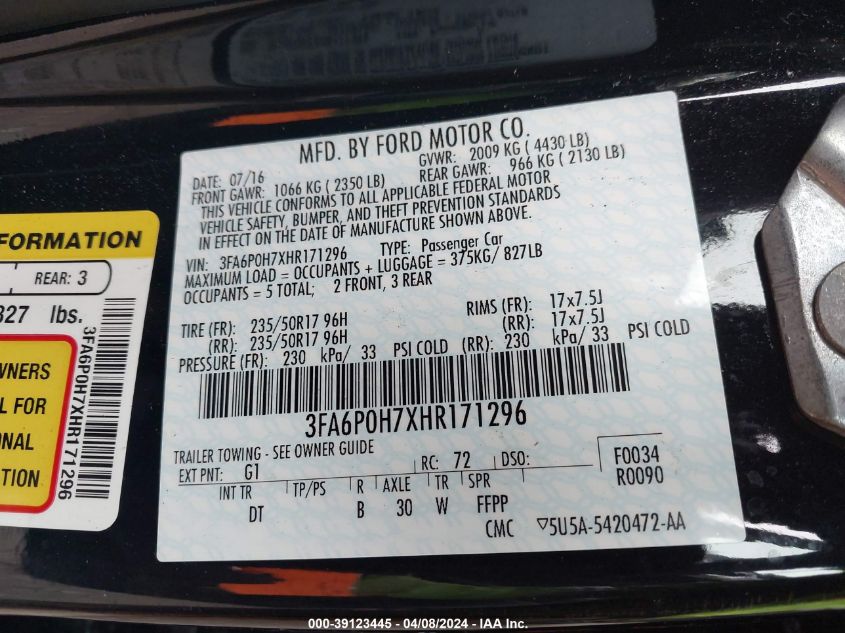 MFD. BY FORD MOTOR CO.
DATE: 07/16 GVWR: 2009 KG ( 4430 LB)
FRONT GAWR: 1066 KG ( 2350 LB) REAR GAWR: 966 KG ( 2130 LB)
THIS VEHICLE CONFORMS TO ALL APPLICABLE FEDERAL MOTOR
VEHICLE SAFETY, BUMPER, AND THEFT PREVENTION STANDARDS
IN EFFECT ON THE DATE OF MANUFACTURE SHOWN ABOVE.
VIN: 3FA6P0H7XHR171296 TYPE: Passenger Car
MAXIMUM LOAD = OCCUPANTS + LUGGAGE = 375KG/ 827LB
OCCUPANTS = 5 TOTAL; 2 FRONT, 3 REAR
TIRE (FR): 235/50R17 96H RIMS (FR): 17x7.5J
(RR): 235/50R17 96H (RR): 17x7.5J
PRESSURE (FR): 230 kPa/ 33 PSI COLD (RR): 230 kPa/ 33 PSI COLD
3FA6P0H7XHR171296
TRAILER TOWING - SEE OWNER GUIDE
EXT PNT: G1 RC: 72 DSO: F0034
R0090
INT TR TP/PS R AXLE TR SPR
DT B 30 W FFPP
CMC ▽5U5A-5420472-AA
FORMATION
REAR: 3
827 lbs.
WNERS
L FOR
ONAL
TION
3FA6P0H7XHR171296
000-39123445 - 04/08/2024 - IAA Inc.